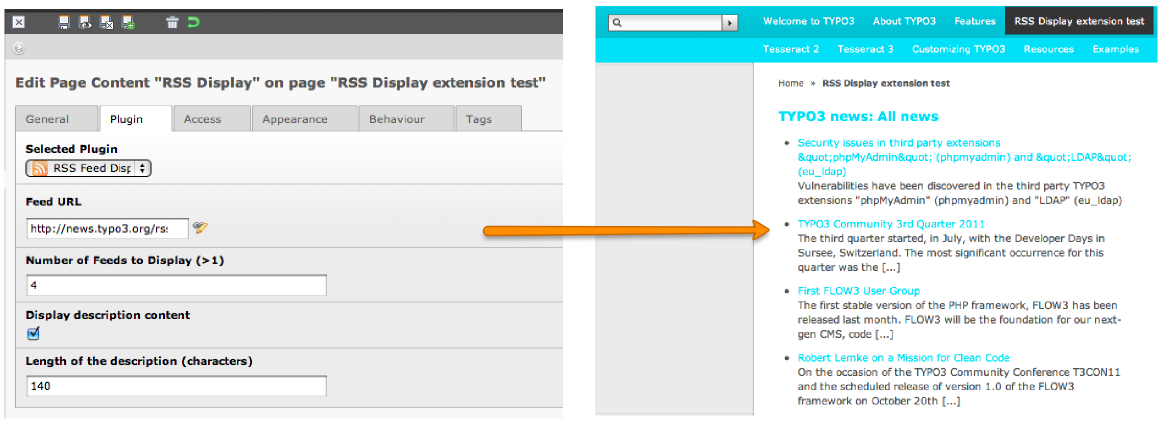 Edit Page Content "RSS Display" on page "RSS Display extension test"
General Plugin Access Appearance Behaviour Tags
Selected Plugin
RSS Feed Disp
Feed URL
http://news.typo3.org/rs
Number of Feeds to Display (>1)
4
Display description content
Length of the description (characters)
140
Welcome to TYPO3 About TYPO3 Features RSS Display extension test
Tesseract 2 Tesseract 3 Customizing TYPO3 Resources Examples
Home » RSS Display extension test
TYPO3 news: All news
Security issues in third party extensions
&quot;phpMyAdmin&quot; (phpmyadmin) and &quot;LDAP&quot;
(eu_ldap)
Vulnerabilities have been discovered in the third party TYPO3
extensions "phpMyAdmin" (phpmyadmin) and "LDAP" (eu_ldap)
TYPO3 Community 3rd Quarter 2011
The third quarter started, in July, with the Developer Days in
Sursee, Switzerland. The most significant occurrence for this
quarter was the [...]
First FLOW3 User Group
The first stable version of the PHP framework, FLOW3 has been
released last month. FLOW3 will be the foundation for our next-
gen CMS, code [...]
Robert Lemke on a Mission for Clean Code
On the occasion of the TYPO3 Community Conference T3CON11
and the scheduled release of version 1.0 of the FLOW3
framework on October 20th [...]